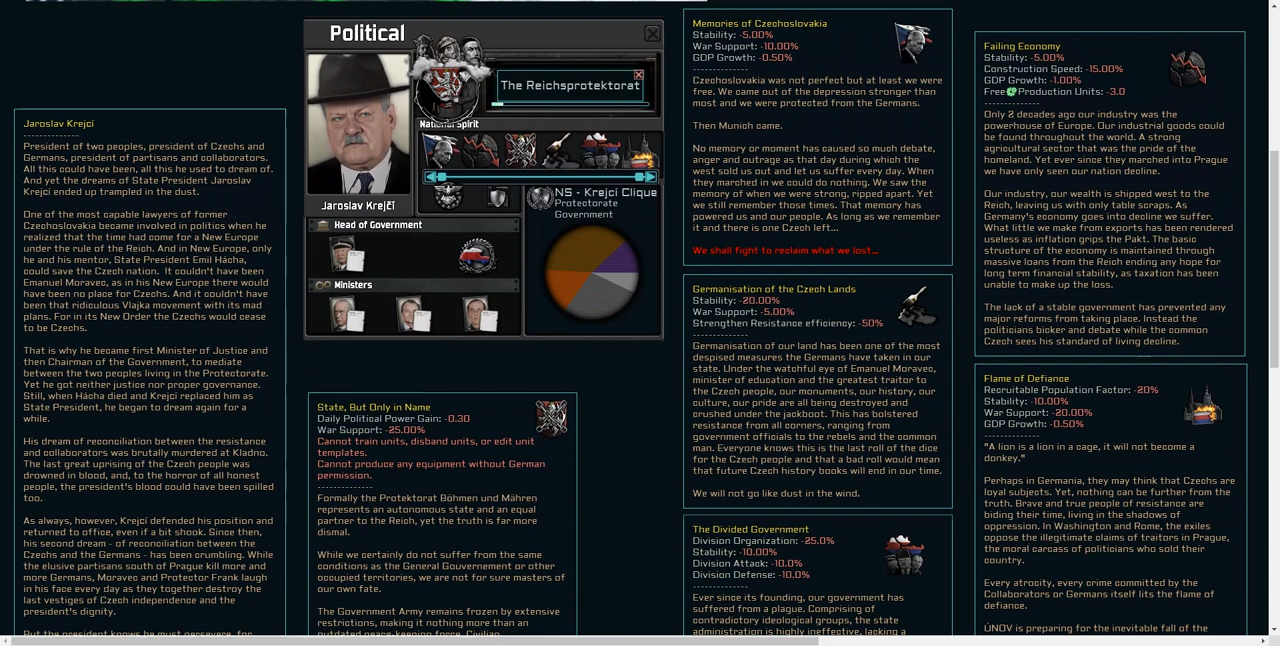 Jaroslav Krejcí
--------------
President of two peoples, president of Czechs and
Germans, president of partisans and collaborators.
All this could have been, all this he used to dream of.
And yet the dreams of State President Jaroslav
Krejcí ended up trampled in the dust.
One of the most capable lawyers of former
Czechoslovakia became involved in politics when he
realized that the time had come for a New Europe
under the rule of the Reich. And in New Europe, only
he and his mentor, State President Emil Hácha,
could save the Czech nation.  It couldn't have been
Emanuel Moravec, as in his New Europe there would
have been no place for Czechs. And it couldn't have
been that ridiculous Vlajka movement with its mad
plans. For in its New Order the Czechs would cease
to be Czechs.
That is why he became first Minister of Justice and
then Chairman of the Government, to mediate
between the two peoples living in the Protectorate.
Yet he got neither justice nor proper governance.
Still, when Hácha died and Krejcí replaced him as
State President, he began to dream again for a
while.
His dream of reconciliation between the resistance
and collaborators was brutally murdered at Kladno.
The last great uprising of the Czech people was
drowned in blood, and, to the horror of all honest
people, the president's blood could have been spilled
too.
As always, however, Krejcí defended his position and
returned to office, even if a bit shook. Since then,
his second dream - of reconciliation between the
Czechs and the Germans - has been crumbling. While
the elusive partisans south of Prague kill more and
more Germans, Moravec and Protector Frank laugh
in his face every day as they together destroy the
last vestiges of Czech independence and the
president's dignity.
But the president knows he must persevere, for
Political
The Reichsprotektorat
National Spirit
Jaroslav Krejčí
NS - Krejcí Clique
Protectorate
Government
Head of Government
Ministers
State, But Only in Name
Daily Political Power Gain: -0.30
War Support: -25.00%
Cannot train units, disband units, or edit unit
templates.
Cannot produce any equipment without German
permission.
--------------
Formally the Protektorat Böhmen und Mähren
represents an autonomous state and an equal
partner to the Reich, yet the truth is far more
dismal.
While we certainly do not suffer from the same
conditions as the General Gouvernement or other
occupied territories, we are not for sure masters of
our own fate.
The Government Army remains frozen by extensive
restrictions, making it nothing more than an
outdated peace-keeping force. Civilian
Memories of Czechoslovakia
Stability: -5.00%
War Support: -10.00%
GDP Growth: -0.50%
--------------
Czechoslovakia was not perfect but at least we were
free. We came out of the depression stronger than
most and we were protected from the Germans.
Then Munich came.
No memory or moment has caused so much debate,
anger and outrage as that day during which the
west sold us out and let us suffer every day. When
they marched in we could do nothing. We saw the
memory of when we were strong, ripped apart. Yet
we still remember those times. That memory has
powered us and our people. As long as we remember
it and there is one Czech left...
We shall fight to reclaim what we lost...
Germanisation of the Czech Lands
Stability: -20.00%
War Support: -5.00%
Strengthen Resistance efficiency: -50%
--------------
Germanisation of our land has been one of the most
despised measures the Germans have taken in our
state. Under the watchful eye of Emanuel Moravec,
minister of education and the greatest traitor to
the Czech people, our monuments, our history, our
culture, our pride are all being destroyed and
crushed under the jackboot. This has bolstered
resistance from all corners, ranging from
government officials to the rebels and the common
man. Everyone knows this is the last roll of the dice
for the Czech people and that a bad roll would mean
that future Czech history books will end in our time.
We will not go like dust in the wind.
The Divided Government
Division Organization: -25.0%
Stability: -10.00%
Division Attack: -10.0%
Division Defense: -10.0%
--------------
Ever since its founding, our government has
suffered from a plague. Comprising of
contradictory ideological groups, the state
administration is highly ineffective, lacking a
Failing Economy
Stability: -5.00%
Construction Speed: -15.00%
GDP Growth: -1.00%
Free Production Units: -3.0
--------------
Only 2 decades ago our industry was the
powerhouse of Europe. Our industrial goods could
be found throughout the world. A strong
agricultural sector that was the pride of the
homeland. Yet ever since they marched into Prague
we have only seen our nation decline.
Our industry, our wealth is shipped west to the
Reich, leaving us with only table scraps. As
Germany's economy goes into decline we suffer.
What little we make from exports has been rendered
useless as inflation grips the Pakt. The basic
structure of the economy is maintained through
massive loans from the Reich ending any hope for
long term financial stability, as taxation has been
unable to make up the loss.
The lack of a stable government has prevented any
major reforms from taking place. Instead the
politicians bicker and debate while the common
Czech sees his standard of living decline.
Flame of Defiance
Recruitable Population Factor: -20%
Stability: -10.00%
War Support: -20.00%
GDP Growth: -0.50%
--------------
"A lion is a lion in a cage, it will not become a
donkey."
Perhaps in Germania, they may think that Czechs are
loyal subjects. Yet, nothing can be further from the
truth. Brave and true people of resistance are
biding their time, living in the shadows of
oppression. In Washington and Rome, the exiles
oppose the illegitimate claims of traitors in Prague,
the moral carcass of politicians who sold their
country.
Every atrocity, every crime committed by the
Collaborators or Germans itself lits the flame of
defiance.
ÚNOV is preparing for the inevitable fall of the